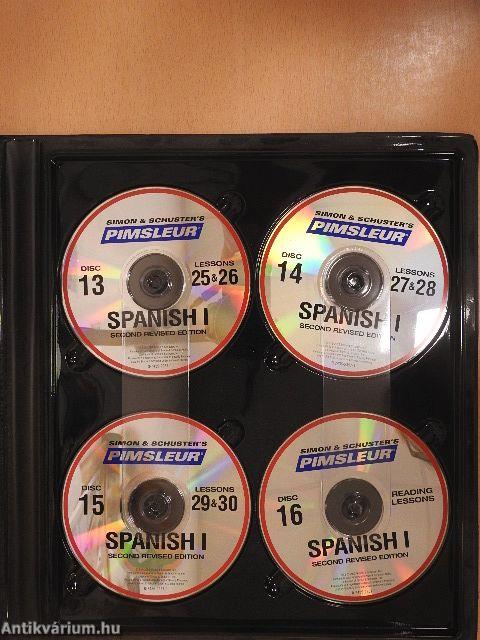 SIMON & SCHUSTER'S
PIMSLEUR
DISC
13
LESSONS
25&26
SPANISH I
SECOND REVISED EDITION
SIMON & SCHUSTER'S
PIMSLEUR
DISC
14
LESSONS
27&28
SPANISH I
SECOND REVISED EDITION
SIMON & SCHUSTER'S
PIMSLEUR
DISC
15
LESSONS
29&30
SPANISH I
SECOND REVISED EDITION
SIMON & SCHUSTER'S
PIMSLEUR
DISC
16
READING
LESSONS
SPANISH I
SECOND REVISED EDITION
Antikvárium.hu